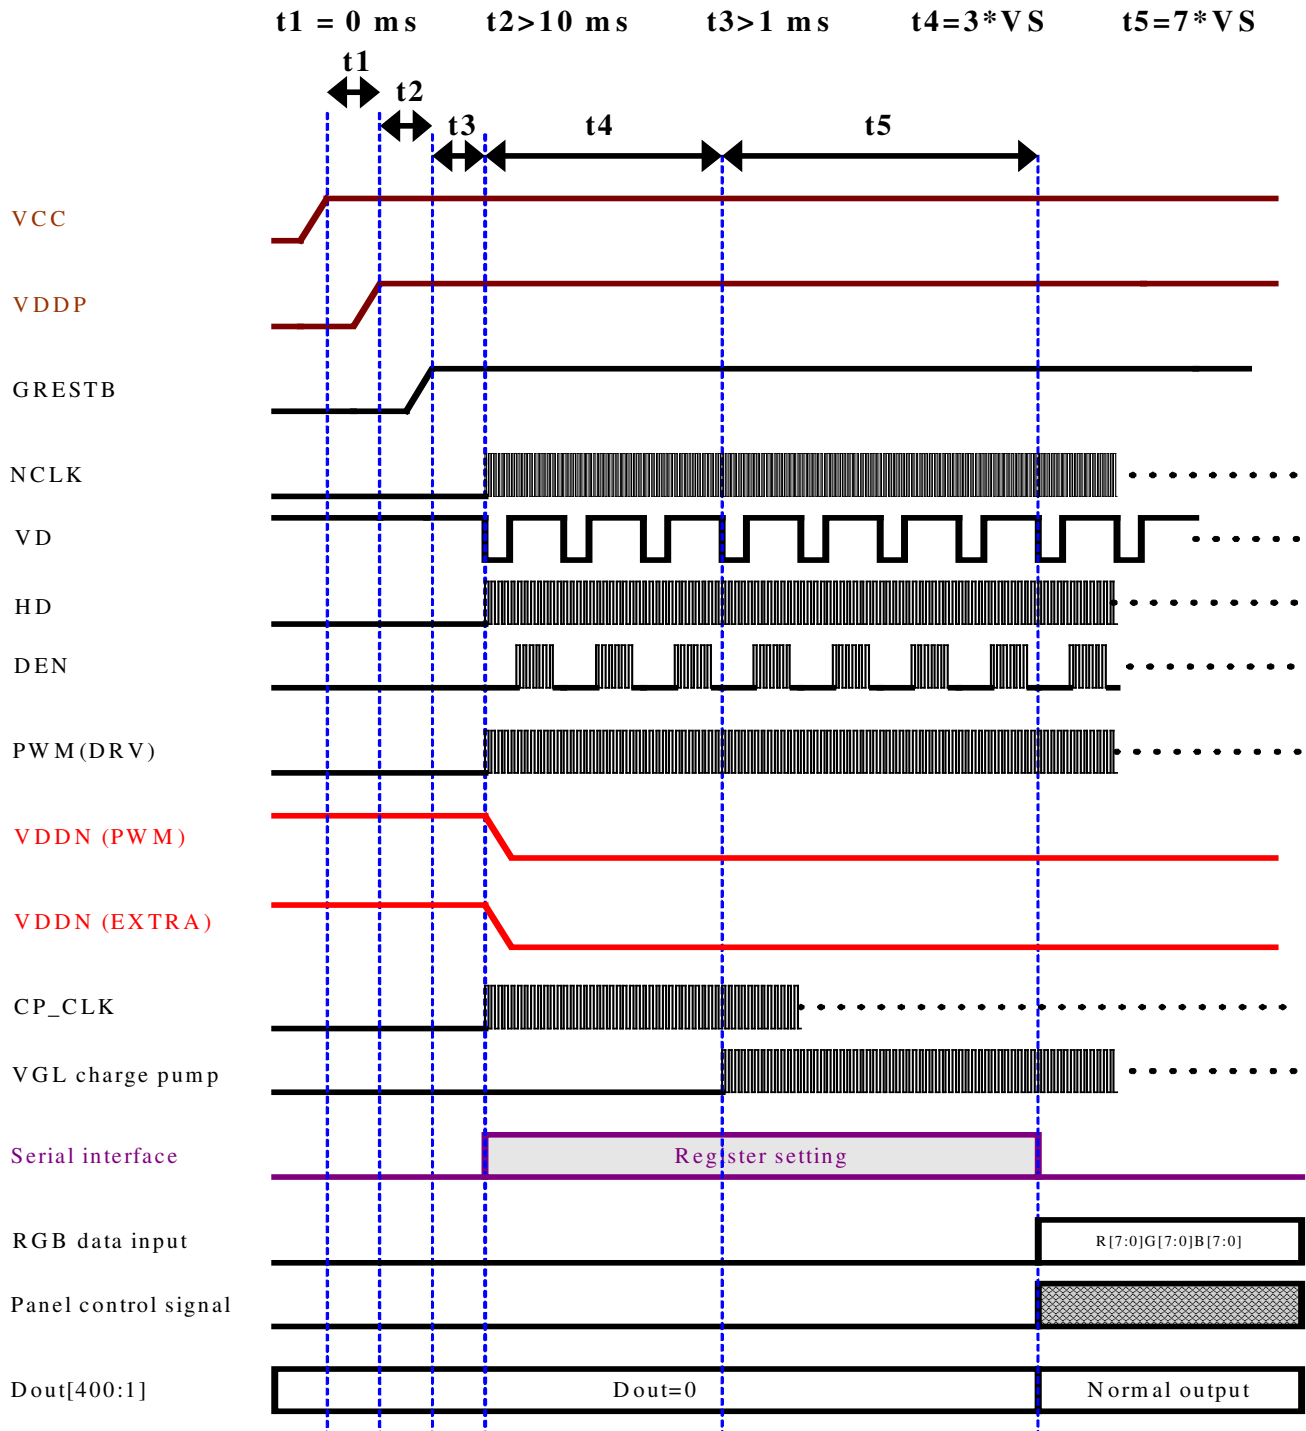 t1 = 0 ms t2>10 ms t3>1 ms t4=3*VS t5=7*VS
t1
t2
t3 t4 t5
VCC
VDDP
GRESTB
NCLK
VD
HD
DEN
PWM(DRV)
VDDN (PWM)
VDDN (EXTRA)
CP_CLK
VGL charge pump
Serial interface Register setting
RGB data input R[7:0]G[7:0]B[7:0]
Panel control signal
Dout[400:1] Dout=0 Normal output